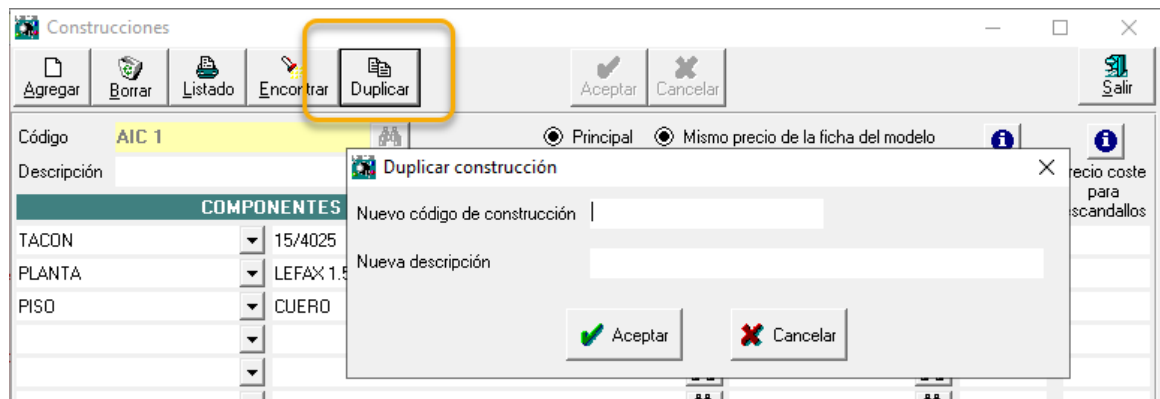 Construcciones
Agregar Borrar Listado Encontrar Duplicar Aceptar Cancelar Salir
Código AIC 1 Principal Mismo precio de la ficha del modelo
Descripción
Duplicar construcción
recio coste
para
scandallos
COMPONENTES
Nuevo código de construcción
TACON 15/4025
Nueva descripción
PLANTA LEFAX 1.5
PISO CUERO
Aceptar Cancelar